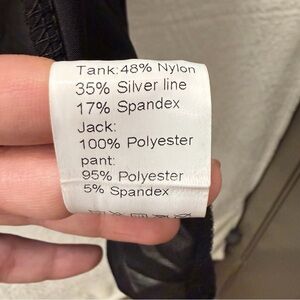 Tank:48% Nylon
35% Silver line
17% Spandex
Jack:
100% Polyester
pant:
95% Polyester
5% Spandex